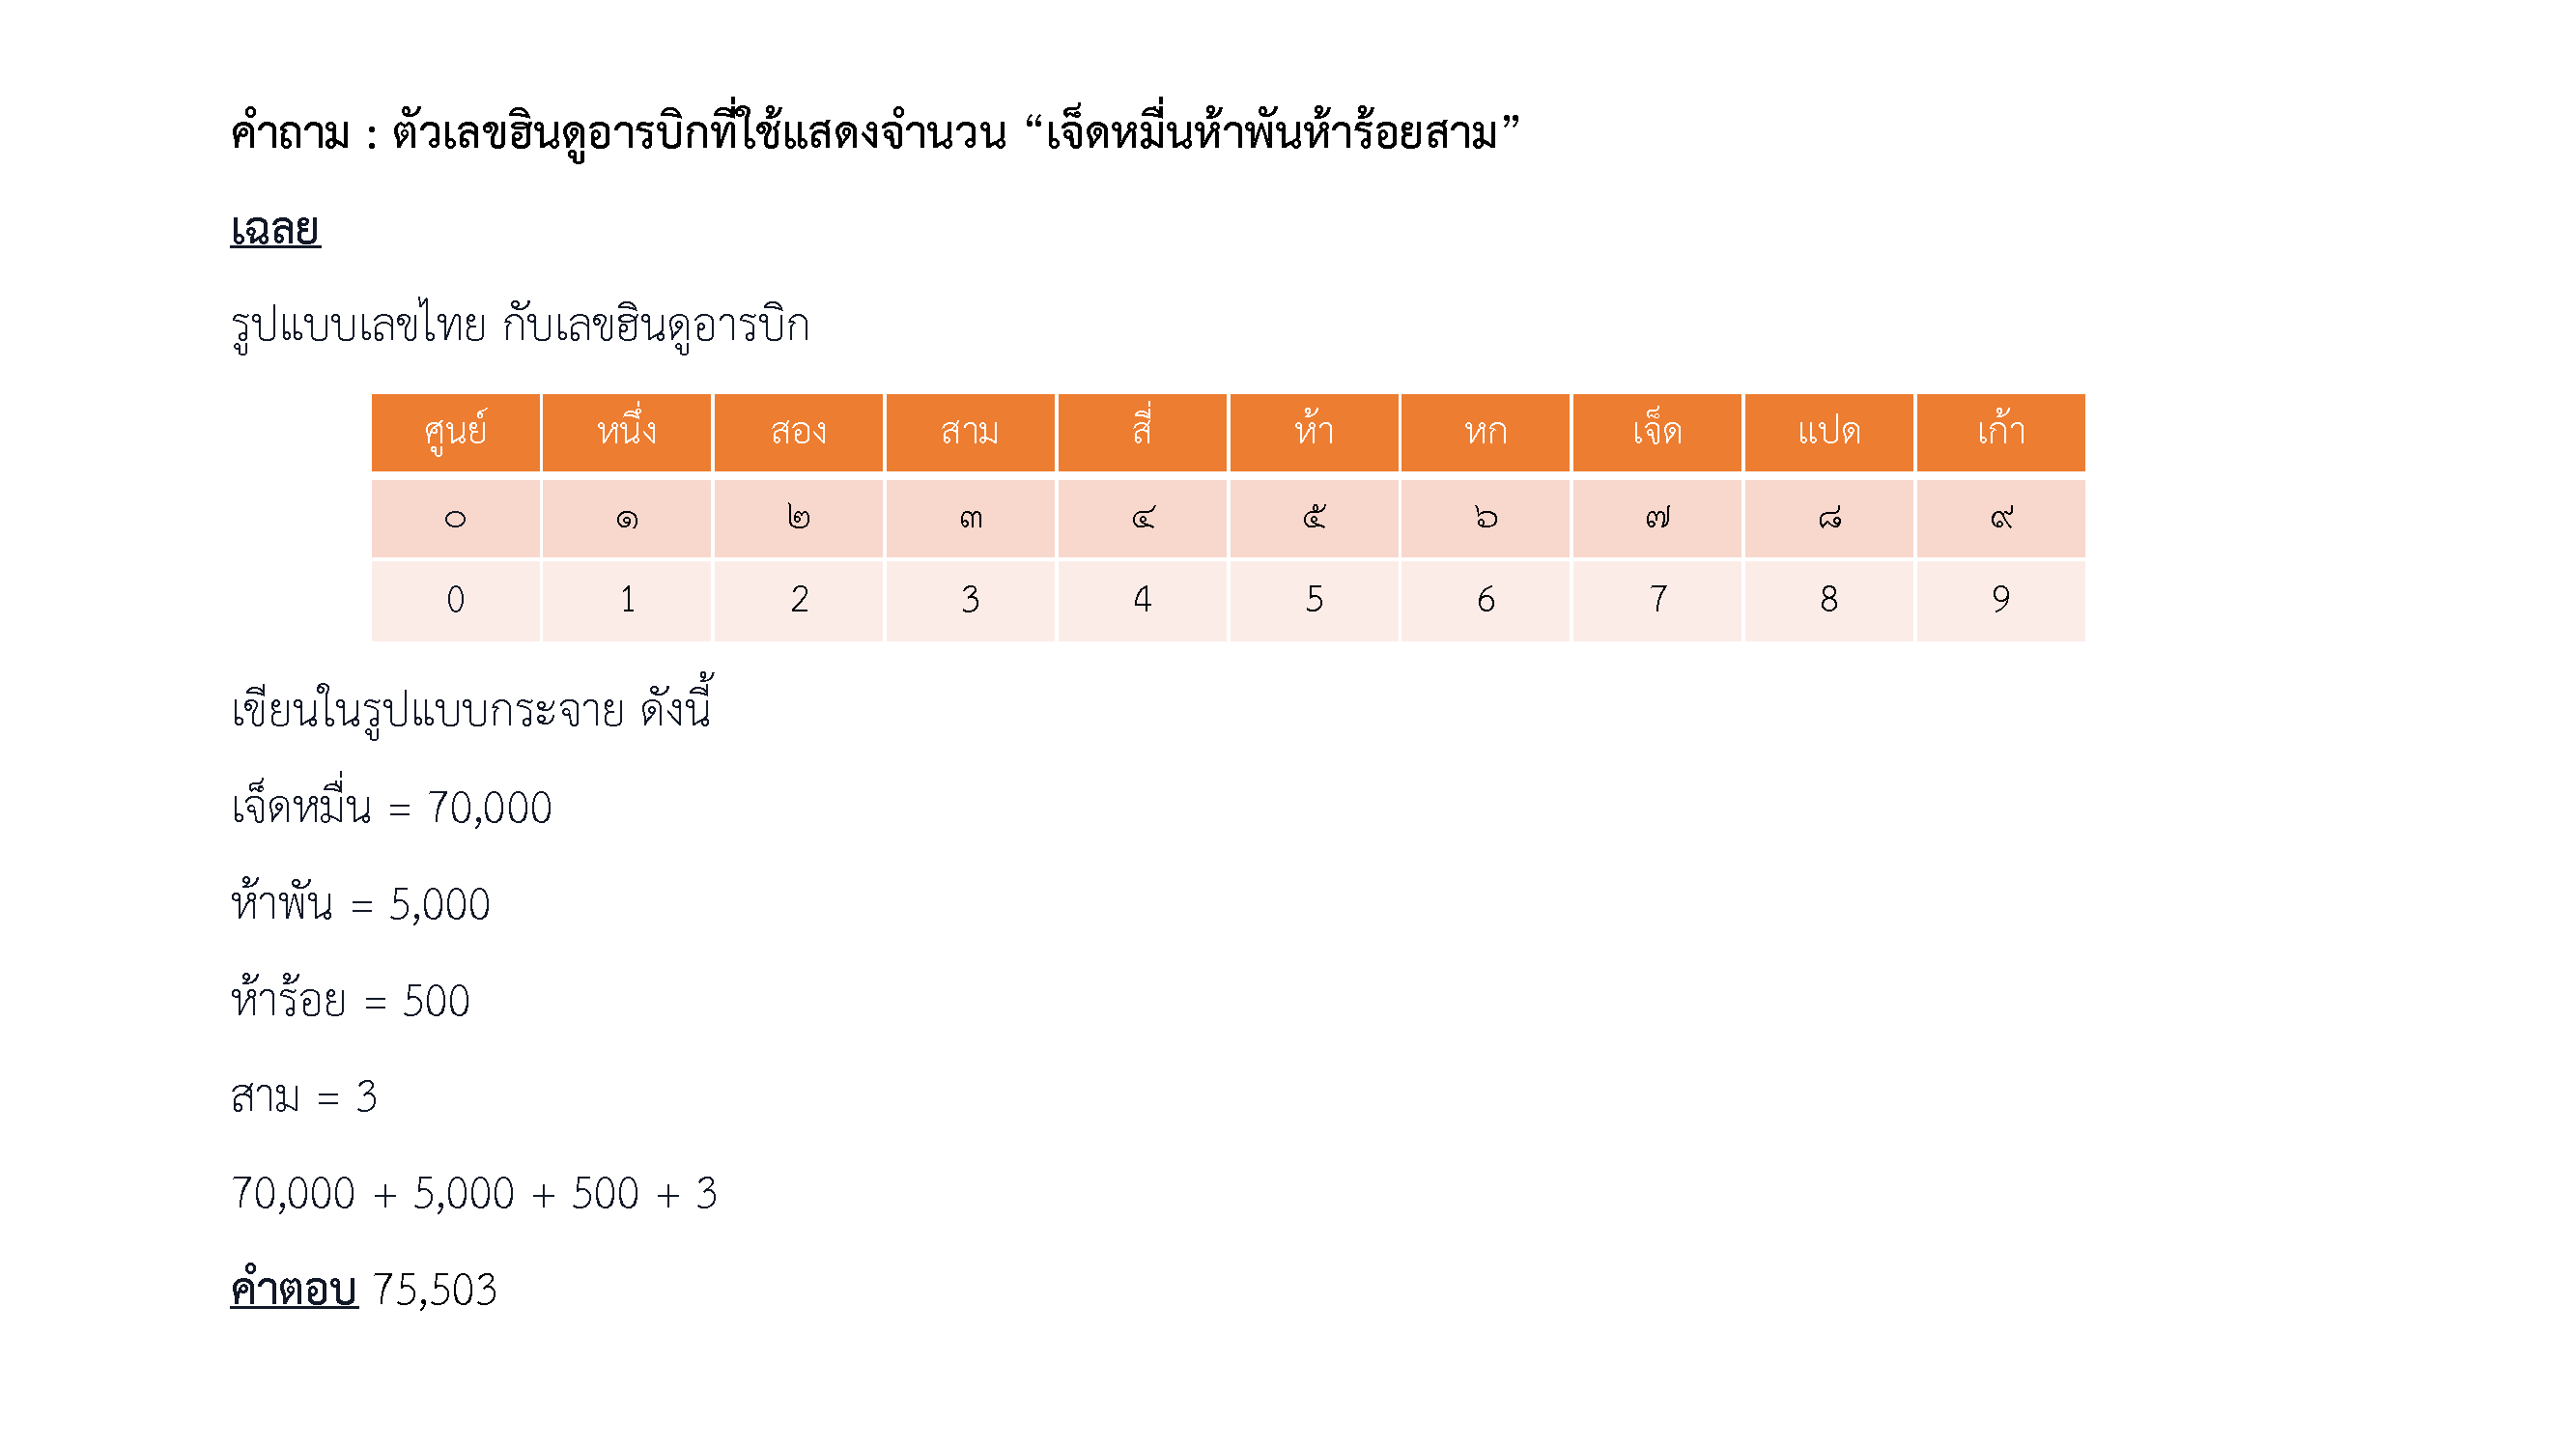 คำถาม : ตัวเลขฮินดูอารบิกที่ใช้แสดงจำนวน “เจ็ดหมื่นห้าพันห้าร้อยสาม”
เฉลย
รูปแบบเลขไทย กับเลขฮินดูอารบิก
ศูนย์ หนึ่ง สอง สาม สี่ ห้า หก เจ็ด แปด เก้า
๐ ๑ ๒ ๓ ๔ ๕ ๖ ๗ ๘ ๙
0 1 2 3 4 5 6 7 8 9
เขียนในรูปแบบกระจาย ดังนี้
เจ็ดหมื่น = 70,000
ห้าพัน = 5,000
ห้าร้อย = 500
สาม = 3
70,000 + 5,000 + 500 + 3
คำตอบ 75,503